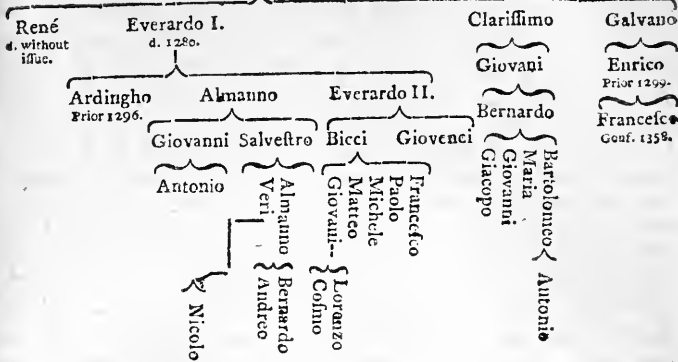 René Everardo I. Clariſſimo Galvano
d. without d. 1280.
iſſue.
Giovani Enrico
Prior 1299.
Ardingho Almanno Everardo II.
Prior 1296.
Bernardo Franceſco
Gonf. 1358.
Giovanni Salveſtro Bicci Giovenci
Antonio
Almanno
Veri
Franceſco
Paolo
Michele
Matteo
Giovani--
Bartolomeo
Maria
Giovanni
Giacopo
Nicolo
Bernardo
Andreo
Loranzo
Coſmo
Antonio